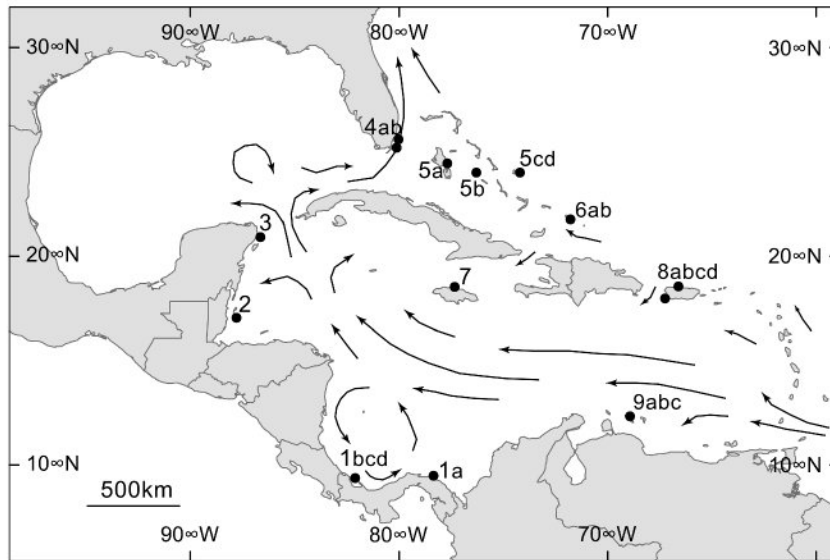 90∞W 80∞W 70∞W
30∞N 30∞N
4ab
5a 5b 5cd
6ab
3
20∞N 20∞N
7 8abcd
2
9abc
10∞N 1bcd 1a 10∞N
500km
90∞W 80∞W 70∞W